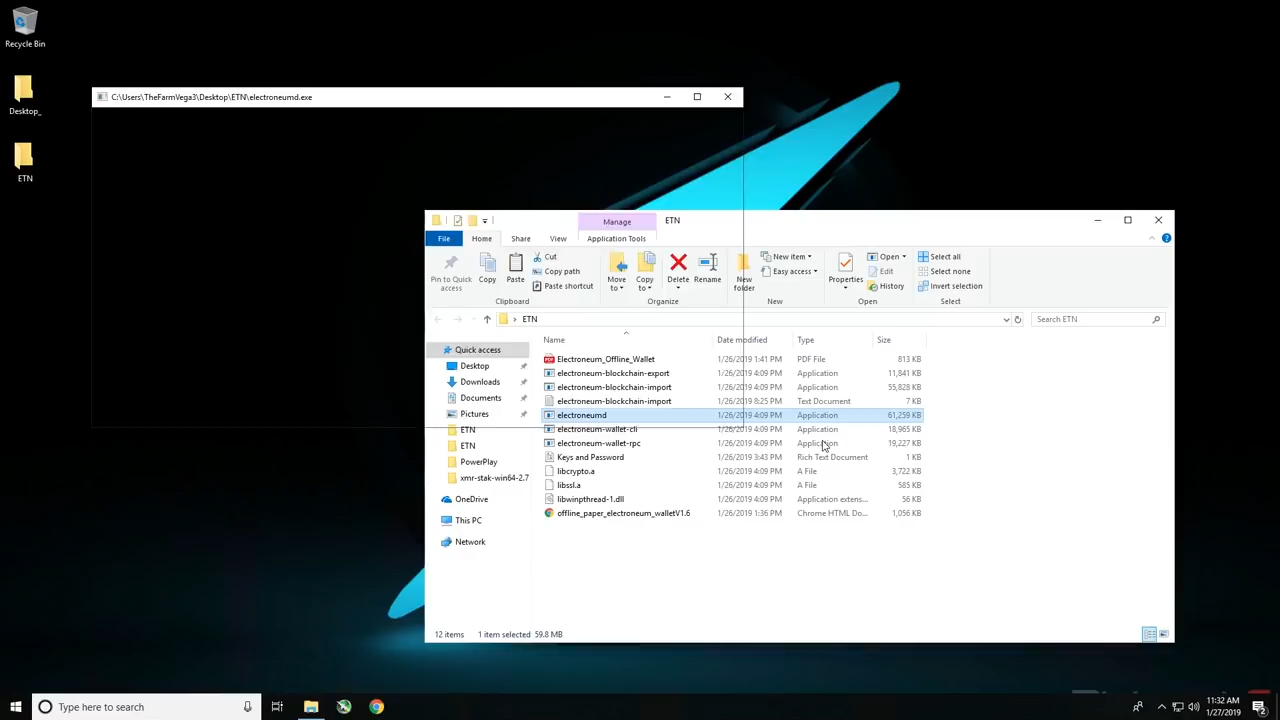 Recycle Bin
Desktop_
ETN
C:\Users\TheFarmVega3\Desktop\ETN\electroneumd.exe
Manage
ETN
File
Home
Share
View
Application Tools
Pin to Quick access
Copy
Paste
Cut
Copy path
Paste shortcut
Clipboard
Move to
Copy to
Delete
Rename
Organize
New folder
New item
Easy access
New
Properties
Open
Edit
History
Open
Select all
Select none
Invert selection
Select
ETN
Search ETN
Name Date modified Type Size
Electroneum_Offline_Wallet 1/26/2019 1:41 PM PDF File 813 KB
electroneum-blockchain-export 1/26/2019 4:09 PM Application 11,841 KB
electroneum-blockchain-import 1/26/2019 4:09 PM Application 55,828 KB
electroneum-blockchain-import 1/26/2019 8:25 PM Text Document 7 KB
electroneumd 1/26/2019 4:09 PM Application 61,259 KB
electroneum-wallet-cli 1/26/2019 4:09 PM Application 18,965 KB
electroneum-wallet-rpc 1/26/2019 4:09 PM Application 19,227 KB
Keys and Password 1/26/2019 3:43 PM Rich Text Document 1 KB
libcrypto.a 1/26/2019 4:09 PM A File 3,722 KB
libssl.a 1/26/2019 4:09 PM A File 585 KB
libwinpthread-1.dll 1/26/2019 4:09 PM Application extens... 56 KB
offline_paper_electroneum_walletV1.6 1/26/2019 1:36 PM Chrome HTML Do... 1,056 KB
Quick access
Desktop
Downloads
Documents
Pictures
ETN
ETN
PowerPlay
xmr-stak-win64-2.7
OneDrive
This PC
Network
12 items 1 item selected 59.8 MB
Type here to search
11:32 AM
1/27/2019
2